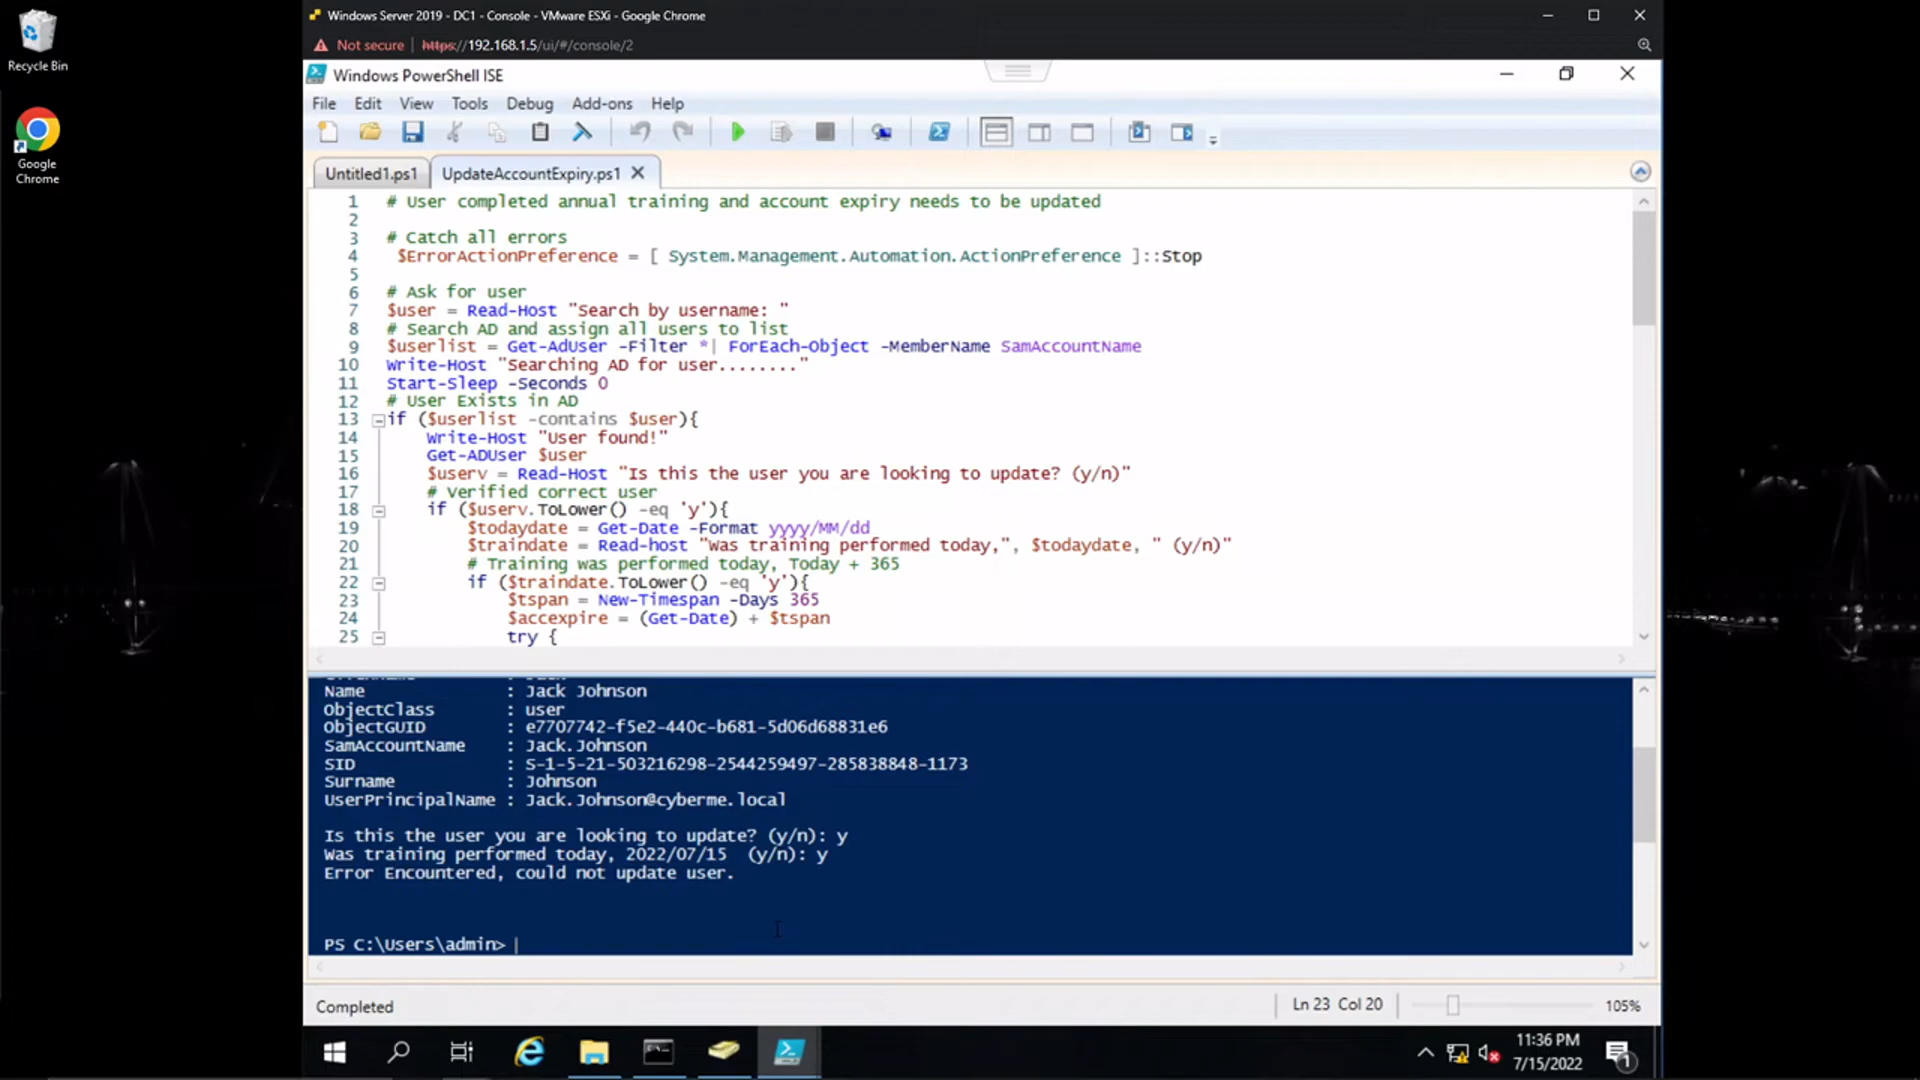 Windows Server 2019 - DC1 - Console - VMware ESXi - Google Chrome
Not secure | https://192.168.1.5/ui/#/console/2
Recycle Bin
Google
Chrome
Windows PowerShell ISE
File Edit View Tools Debug Add-ons Help
Untitled1.ps1 UpdateAccountExpiry.ps1
1 # User completed annual training and account expiry needs to be updated
2
3 # Catch all errors
4 $ErrorActionPreference = [ System.Management.Automation.ActionPreference ]::Stop
5
6 # Ask for user
7 $user = Read-Host "Search by username: "
8 # Search AD and assign all users to list
9 $userlist = Get-AdUser -Filter *| ForEach-Object -MemberName SamAccountName
10 Write-Host "Searching AD for user........"
11 Start-Sleep -Seconds 0
12 # User Exists in AD
13 if ($userlist -contains $user){
14 Write-Host "User found!"
15 Get-ADUser $user
16 $userv = Read-Host "Is this the user you are looking to update? (y/n)"
17 # Verified correct user
18 if ($userv.ToLower() -eq 'y'){
19 $todaydate = Get-Date -Format yyyy/MM/dd
20 $traindate = Read-host "Was training performed today,", $todaydate, " (y/n)"
21 # Training was performed today, Today + 365
22 if ($traindate.ToLower() -eq 'y'){
23 $tspan = New-Timespan -Days 365
24 $accexpire = (Get-Date) + $tspan
25 try {
Name : Jack Johnson
ObjectClass : user
ObjectGUID : e7707742-f5e2-440c-b681-5d06d68831e6
SamAccountName : Jack.Johnson
SID : S-1-5-21-503216298-2544259497-285838848-1173
Surname : Johnson
UserPrincipalName : Jack.Johnson@cyberme.local
Is this the user you are looking to update? (y/n): y
Was training performed today, 2022/07/15  (y/n): y
Error Encountered, could not update user.
PS C:\Users\admin>
Completed
Ln 23 Col 20
105%
11:36 PM
7/15/2022
1